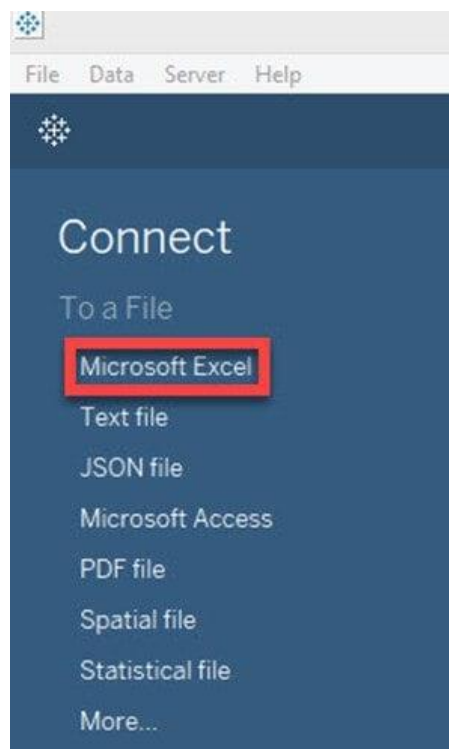 File Data Server Help
Connect
To a File
Microsoft Excel
Text file
JSON file
Microsoft Access
PDF file
Spatial file
Statistical file
More...